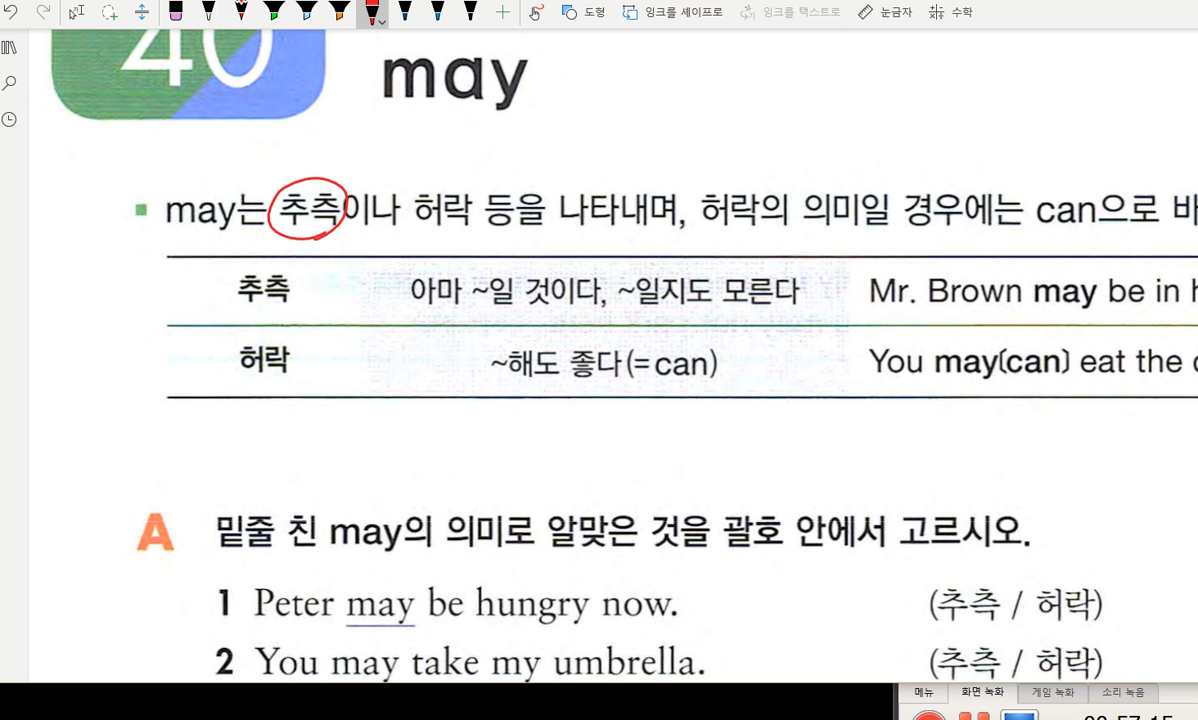 도형 잉크를 셰이프로 잉크를 텍스트로 눈금자 수학
40 may
may는 추측이나 허락 등을 나타내며, 허락의 의미일 경우에는 can으로 바
추측 아마 ~일 것이다, ~일지도 모른다 Mr. Brown may be in h
허락 ~해도 좋다(=can) You may(can) eat the c
A 밑줄 친 may의 의미로 알맞은 것을 괄호 안에서 고르시오.
1 Peter may be hungry now. (추측 / 허락)
2 You may take my umbrella. (추측 / 허락)
메뉴 화면 녹화 게임 녹화 소리 녹음